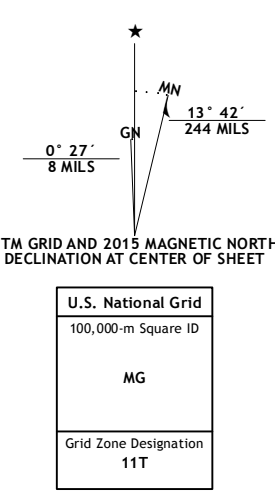 ★
MN
GN
13° 42´
244 MILS
0° 27´
8 MILS
TM GRID AND 2015 MAGNETIC NORTH
DECLINATION AT CENTER OF SHEET
U.S. National Grid
100,000-m Square ID
MG
Grid Zone Designation
11T